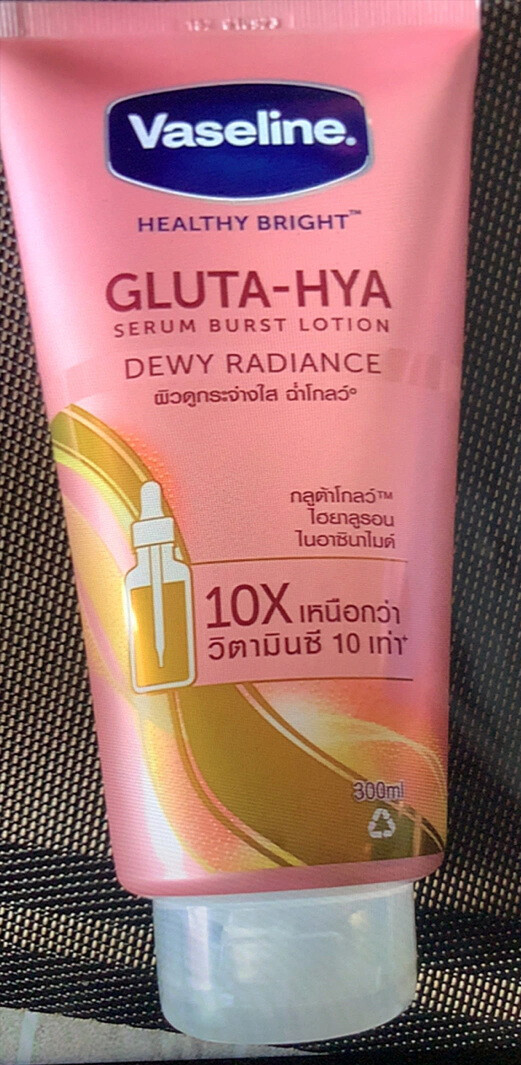 Vaseline.
HEALTHY BRIGHT™
GLUTA-HYA
SERUM BURST LOTION
DEWY RADIANCE
ผิวดูกระจ่างใส ฉ่ำโกลว์°
กลูต้าโกลว์™
ไฮยาลูรอน
ไนอาซินาไมด์
10X เหนือกว่า
วิตามินซี 10 เท่า⁺
300ml